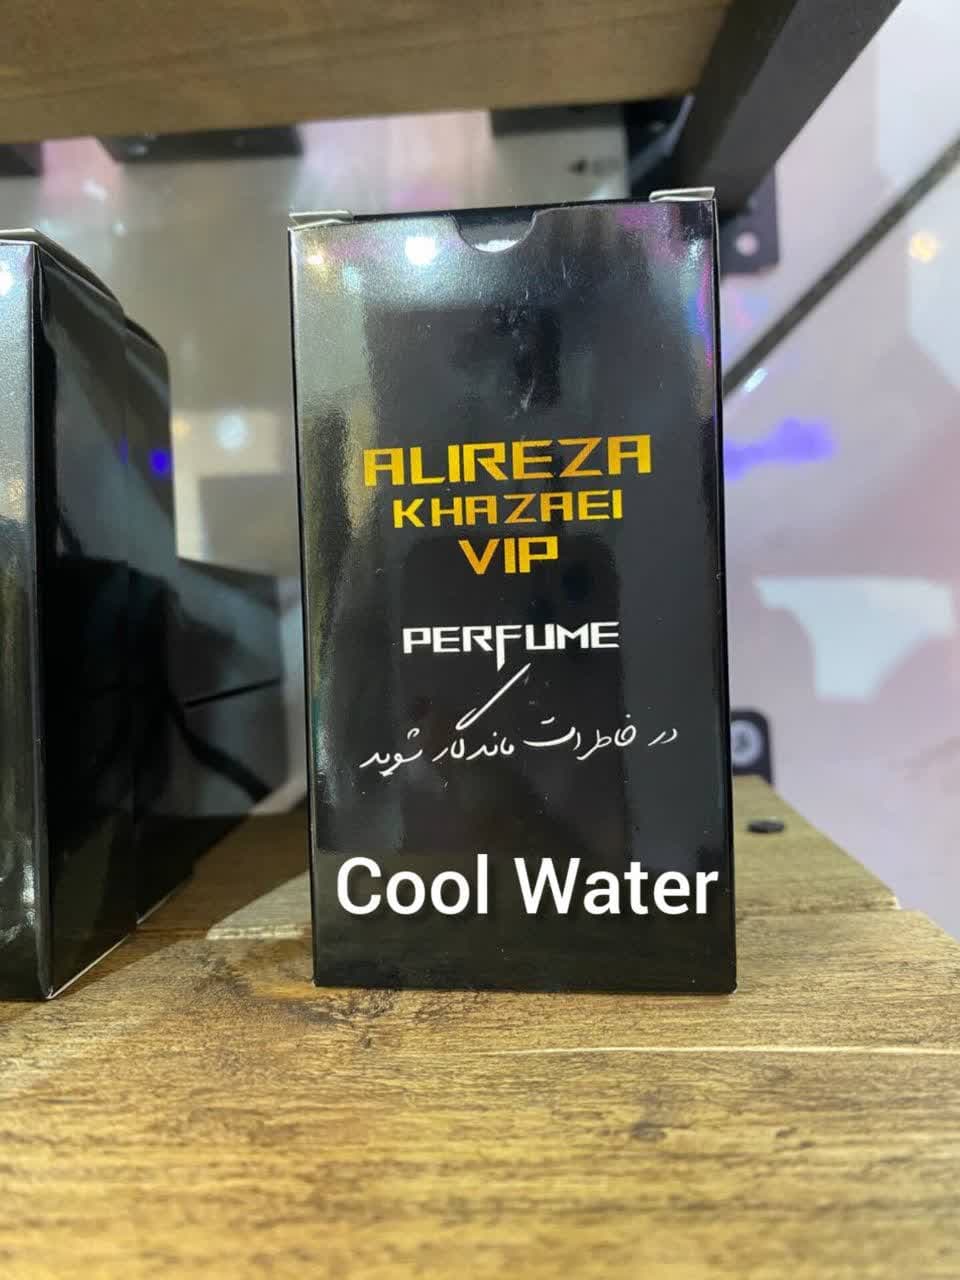 ALIREZA
KHAZAEI
VIP
PERFUME
در خاطرات ماندگار شوید
Cool Water